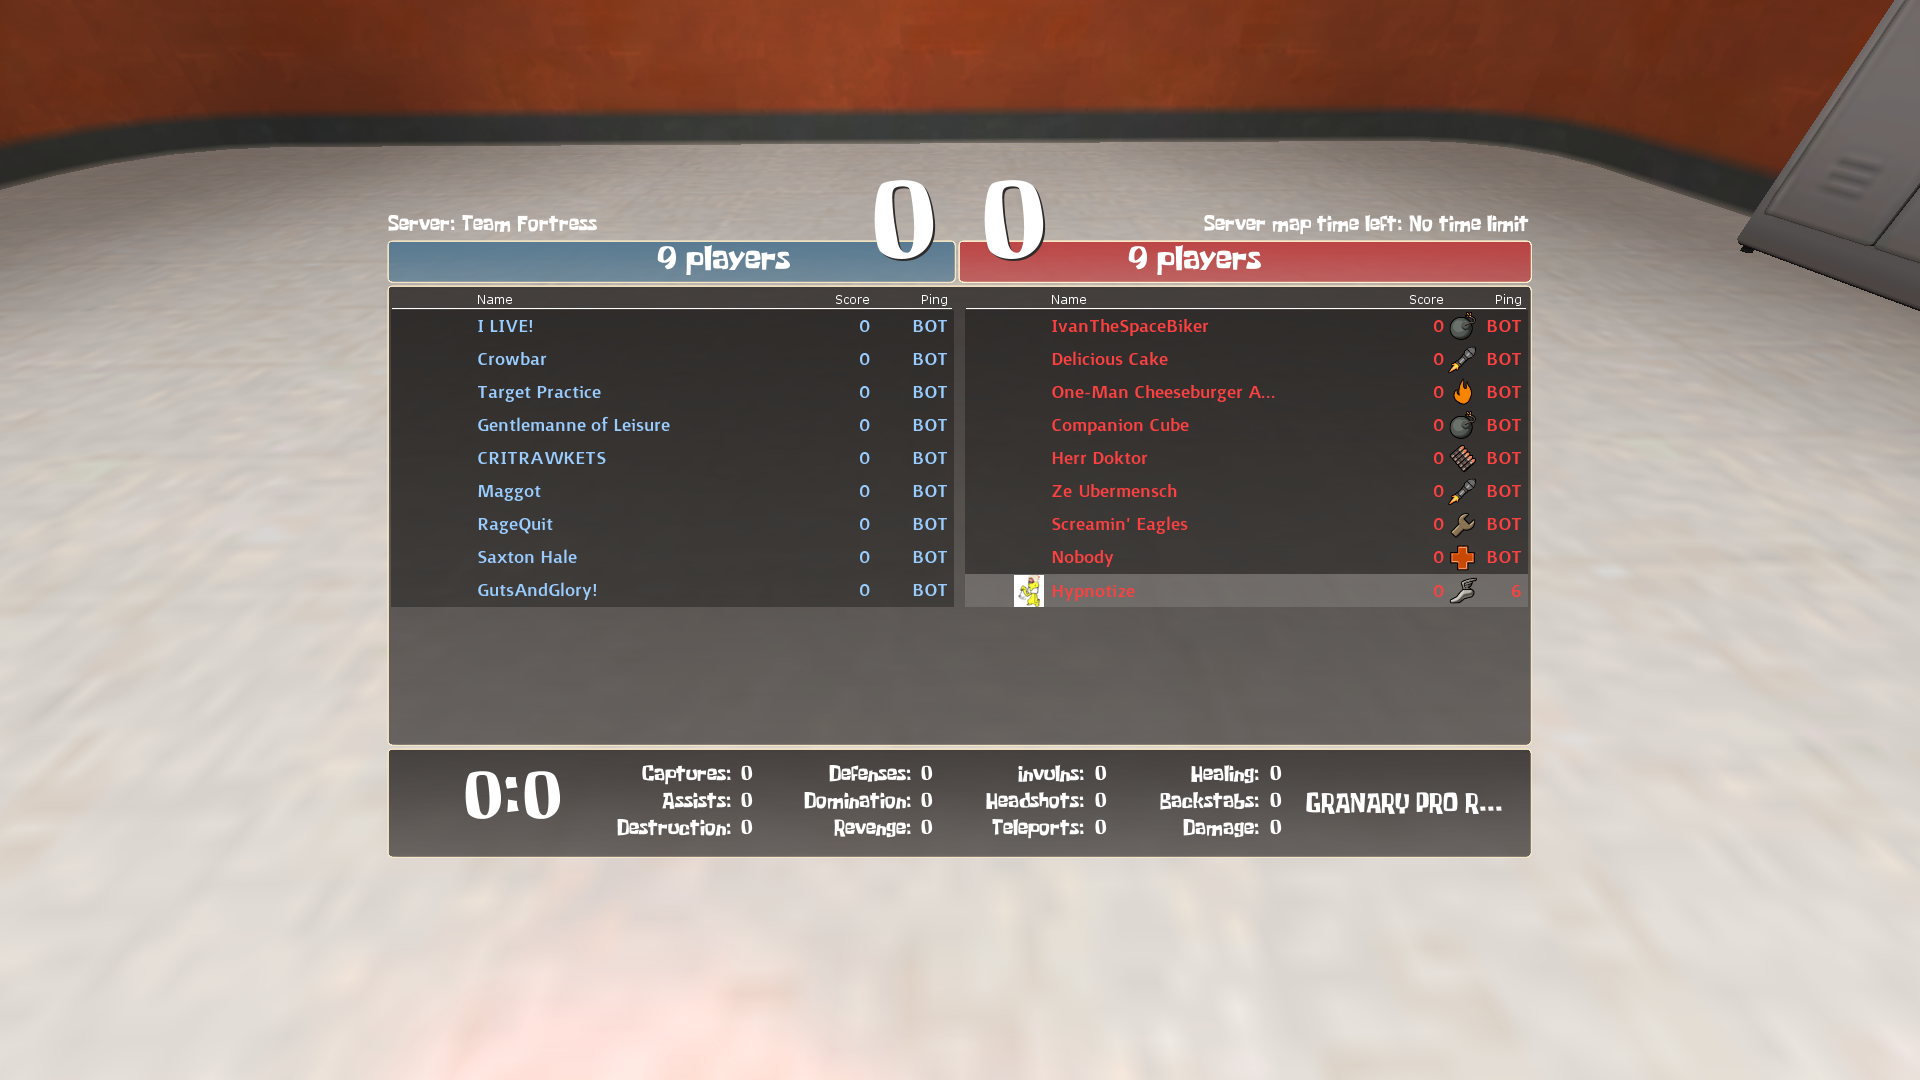 0 0
Server: Team Fortress
Server map time left: No time limit
9 players
9 players
Name Score Ping
I LIVE! 0 BOT
Crowbar 0 BOT
Target Practice 0 BOT
Gentlemanne of Leisure 0 BOT
CRITRAWKETS 0 BOT
Maggot 0 BOT
RageQuit 0 BOT
Saxton Hale 0 BOT
GutsAndGlory! 0 BOT
Name Score Ping
IvanTheSpaceBiker 0 BOT
Delicious Cake 0 BOT
One-Man Cheeseburger A... 0 BOT
Companion Cube 0 BOT
Herr Doktor 0 BOT
Ze Ubermensch 0 BOT
Screamin' Eagles 0 BOT
Nobody 0 BOT
Hypnotize 0 6
0:0
Captures: 0 Defenses: 0 invulns: 0 Healing: 0
Assists: 0 Domination: 0 Headshots: 0 Backstabs: 0
Destruction: 0 Revenge: 0 Teleports: 0 Damage: 0
GRANARY PRO R...